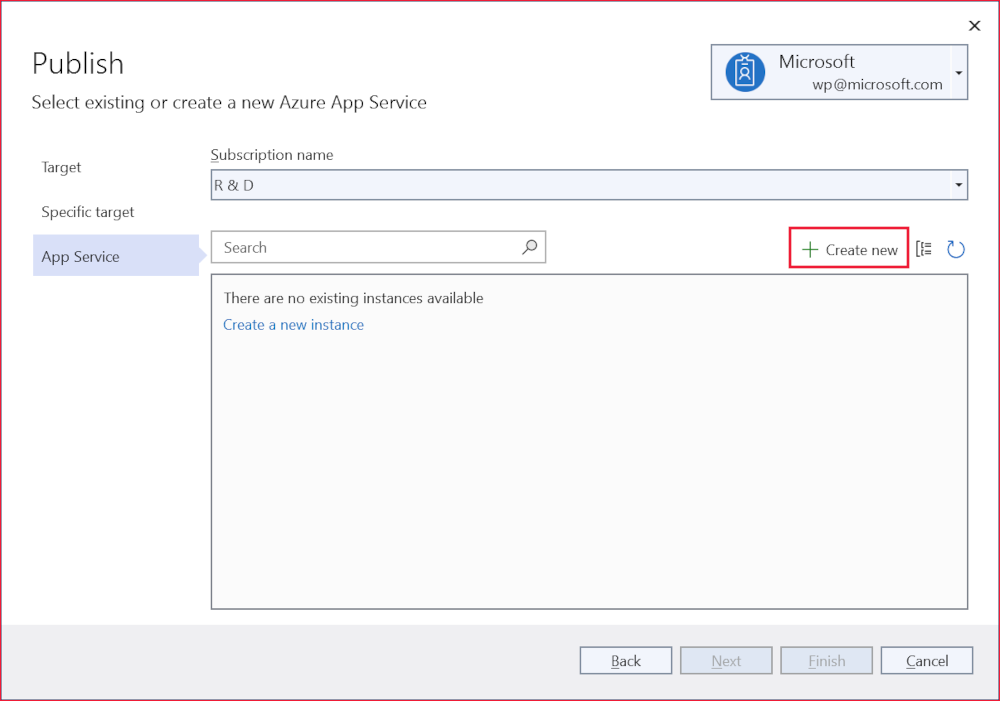 Publish
Select existing or create a new Azure App Service
Microsoft
wp@microsoft.com
Target
Specific target
App Service
Subscription name
R & D
Search
Create new
There are no existing instances available
Create a new instance
Back
Next
Finish
Cancel